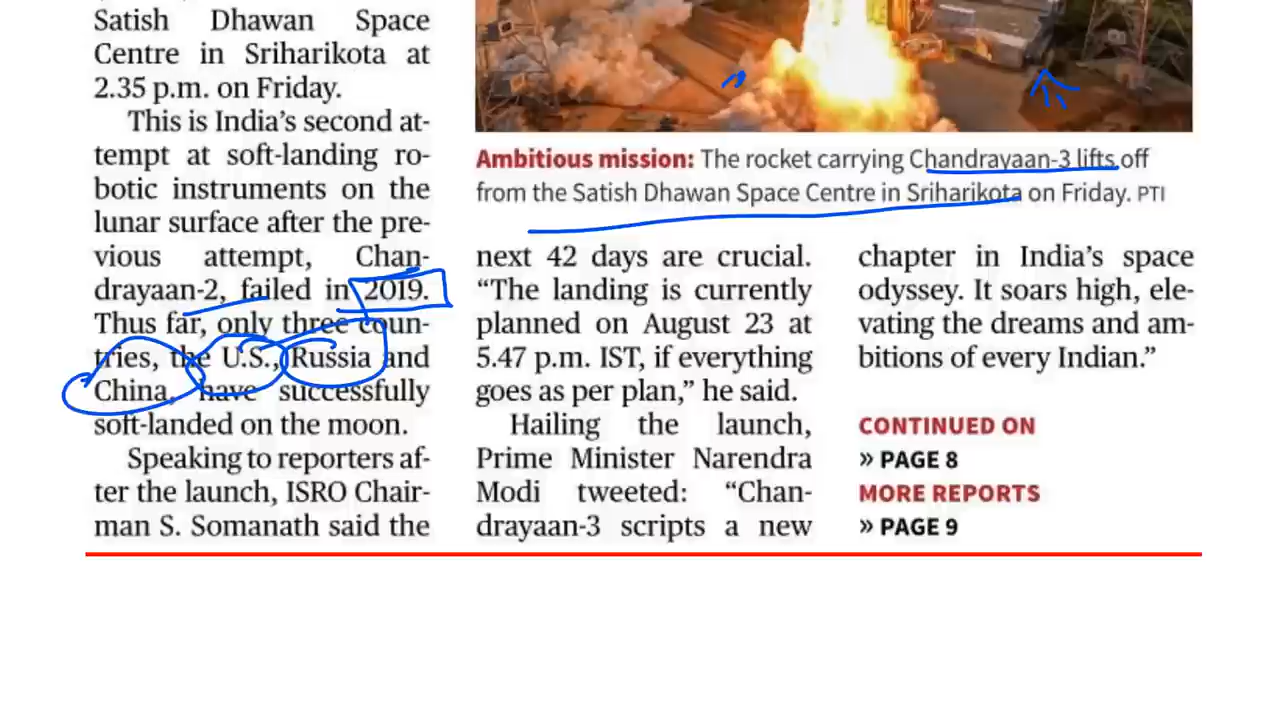 Satish Dhawan Space
Centre in Sriharikota at
2.35 p.m. on Friday.
This is India’s second at-
tempt at soft-landing ro-
botic instruments on the
lunar surface after the pre-
vious attempt, Chan-
drayaan-2, failed in 2019.
Thus far, only three coun-
tries, the U.S., Russia and
China, have successfully
soft-landed on the moon.
Speaking to reporters af-
ter the launch, ISRO Chair-
man S. Somanath said the
Ambitious mission: The rocket carrying Chandrayaan-3 lifts off
from the Satish Dhawan Space Centre in Sriharikota on Friday. PTI
next 42 days are crucial.
“The landing is currently
planned on August 23 at
5.47 p.m. IST, if everything
goes as per plan,” he said.
Hailing the launch,
Prime Minister Narendra
Modi tweeted: “Chan-
drayaan-3 scripts a new
chapter in India’s space
odyssey. It soars high, ele-
vating the dreams and am-
bitions of every Indian.”
CONTINUED ON
» PAGE 8
MORE REPORTS
» PAGE 9